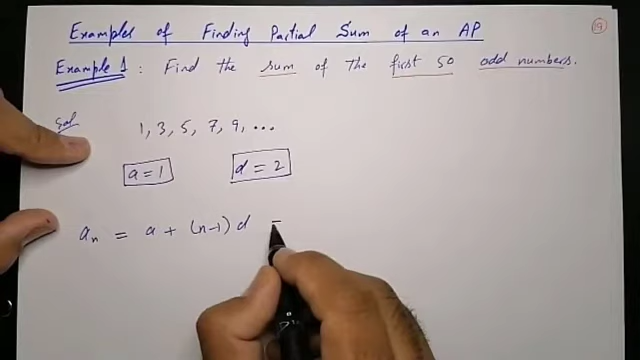 Examples of Finding Partial Sum of an AP
19
Example 1 : Find the sum of the first 50 odd numbers.
Sol
1, 3, 5, 7, 9, ...
a = 1
d = 2
aₙ = a + (n-1) d =